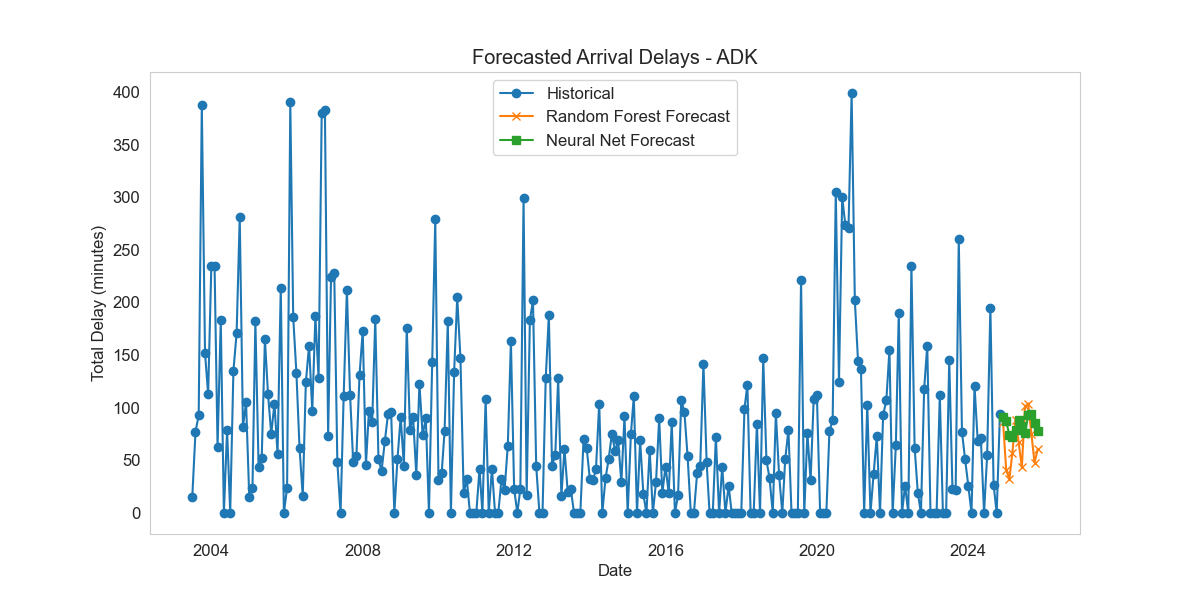 Forecasted Arrival Delays - ADK
Historical
Random Forest Forecast
Neural Net Forecast
Total Delay (minutes)
400
350
300
250
200
150
100
50
0
2004 2008 2012 2016 2020 2024
Date